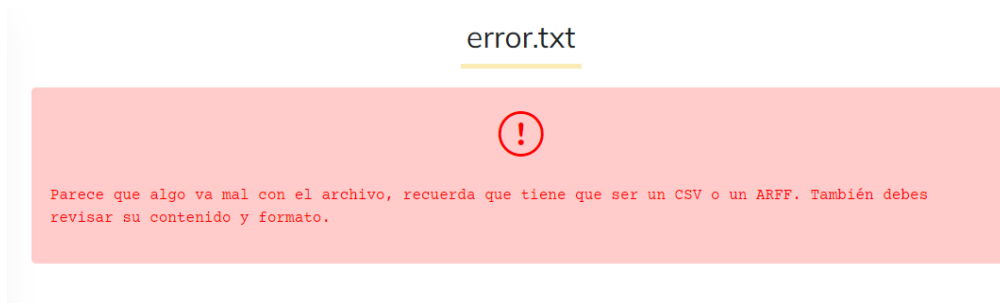 error.txt
!
Parece que algo va mal con el archivo, recuerda que tiene que ser un CSV o un ARFF. También debes
revisar su contenido y formato.